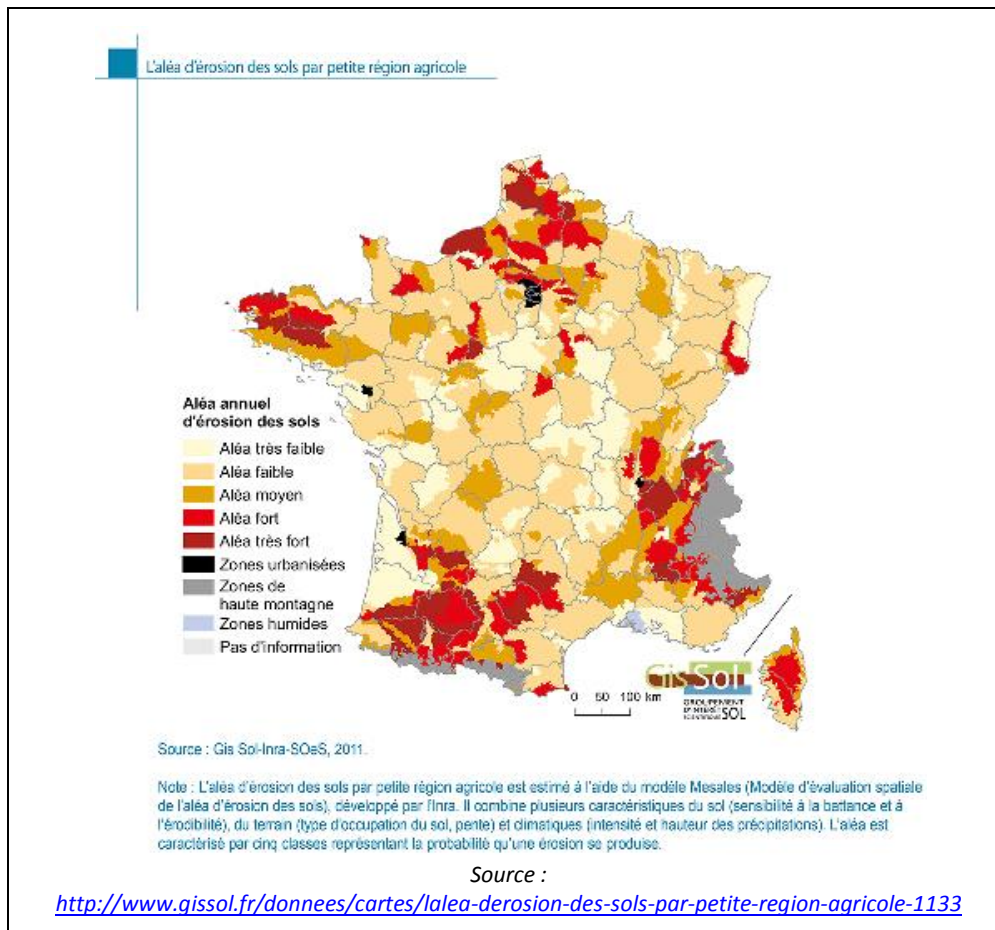 L'aléa d'érosion des sols par petite région agricole
Aléa annuel
d'érosion des sols
Aléa très faible
Aléa faible
Aléa moyen
Aléa fort
Aléa très fort
Zones urbanisées
Zones de
haute montagne
Zones humides
Pas d'information
0 50 100 km
Gis Sol
GROUPEMENT
D'INTÉRÊT
SCIENTIFIQUE SOL
Source : Gis Sol-Inra-SOeS, 2011.
Note : L'aléa d'érosion des sols par petite région agricole est estimé à l'aide du modèle Mesales (Modèle d'évaluation spatiale
de l'aléa d'érosion des sols), développé par l'Inra. Il combine plusieurs caractéristiques du sol (sensibilité à la battance et à
l'érodibilité), du terrain (type d'occupation du sol, pente) et climatiques (intensité et hauteur des précipitations). L'aléa est
caractérisé par cinq classes représentant la probabilité qu'une érosion se produise.
Source :
http://www.gissol.fr/donnees/cartes/lalea-derosion-des-sols-par-petite-region-agricole-1133